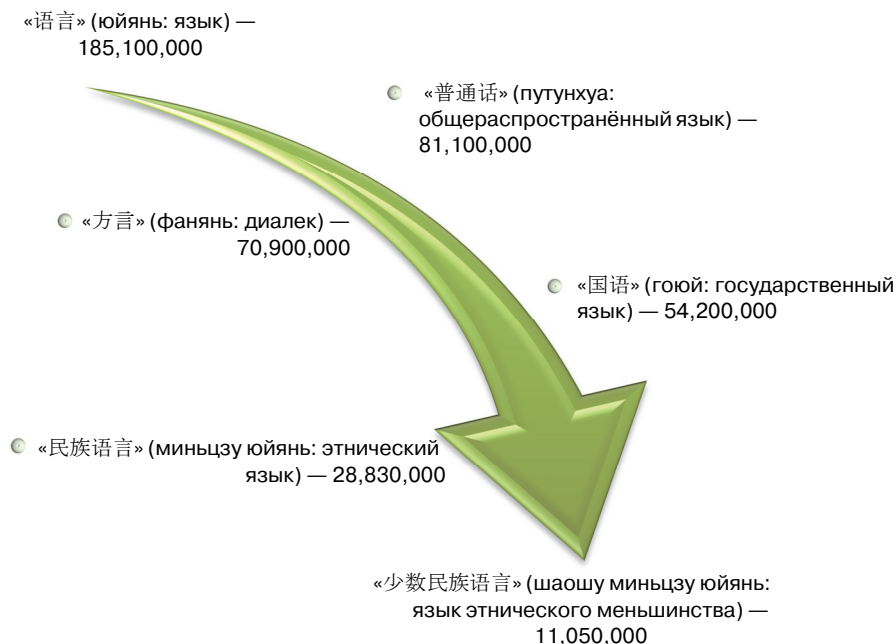 «语言» (юйянь: язык) —
185,100,000
«普通话» (путунхуа:
общераспространённый язык) —
81,100,000
«方言» (фанянь: диалек) —
70,900,000
«国语» (гоюй: государственный
язык) — 54,200,000
«民族语言» (миньцзу юйянь: этнический
язык) — 28,830,000
«少数民族语言» (шаошу миньцзу юйянь:
язык этнического меньшинства) —
11,050,000